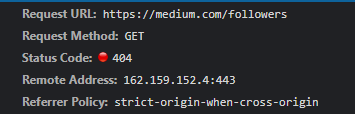 Request URL: https://medium.com/followers
Request Method: GET
Status Code: 404
Remote Address: 162.159.152.4:443
Referrer Policy: strict-origin-when-cross-origin